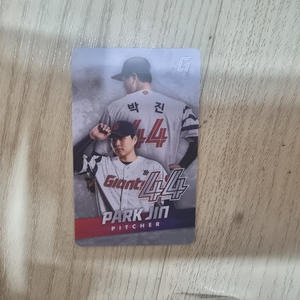 G
박 진
44
Giants 44
PARK JIN
PITCHER